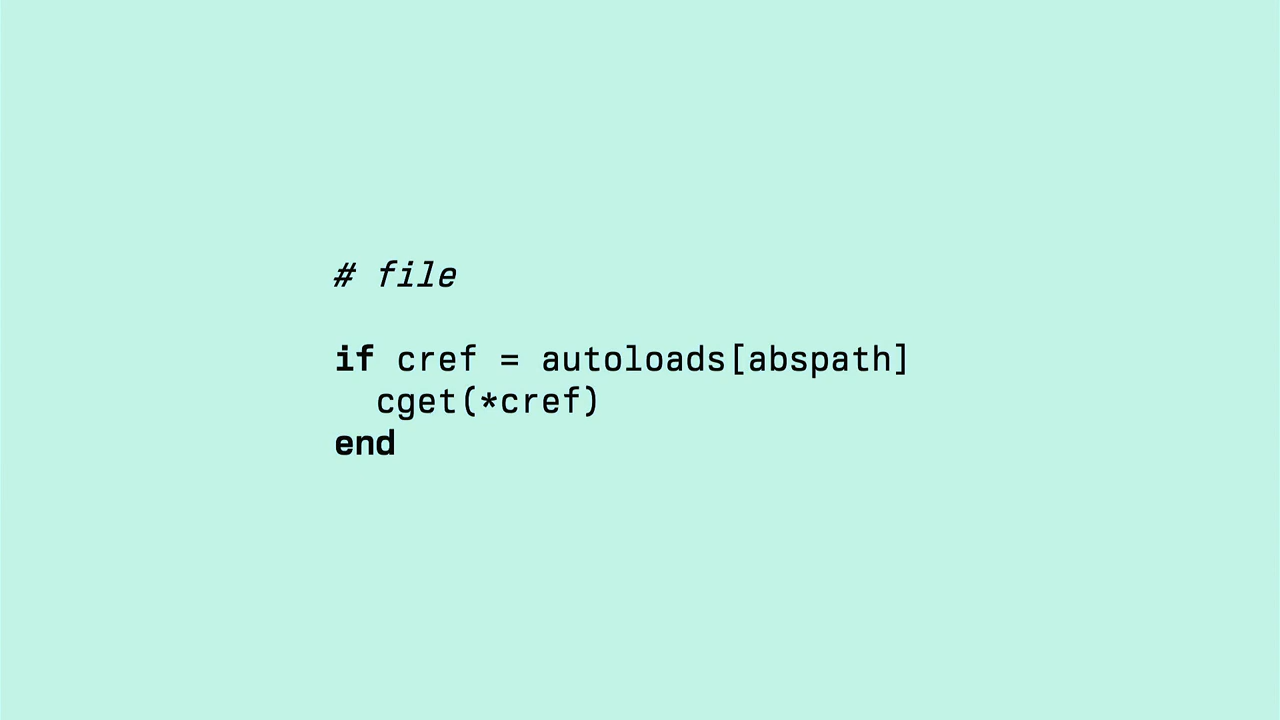 # file
if cref = autoloads[abspath]
  cget(*cref)
end